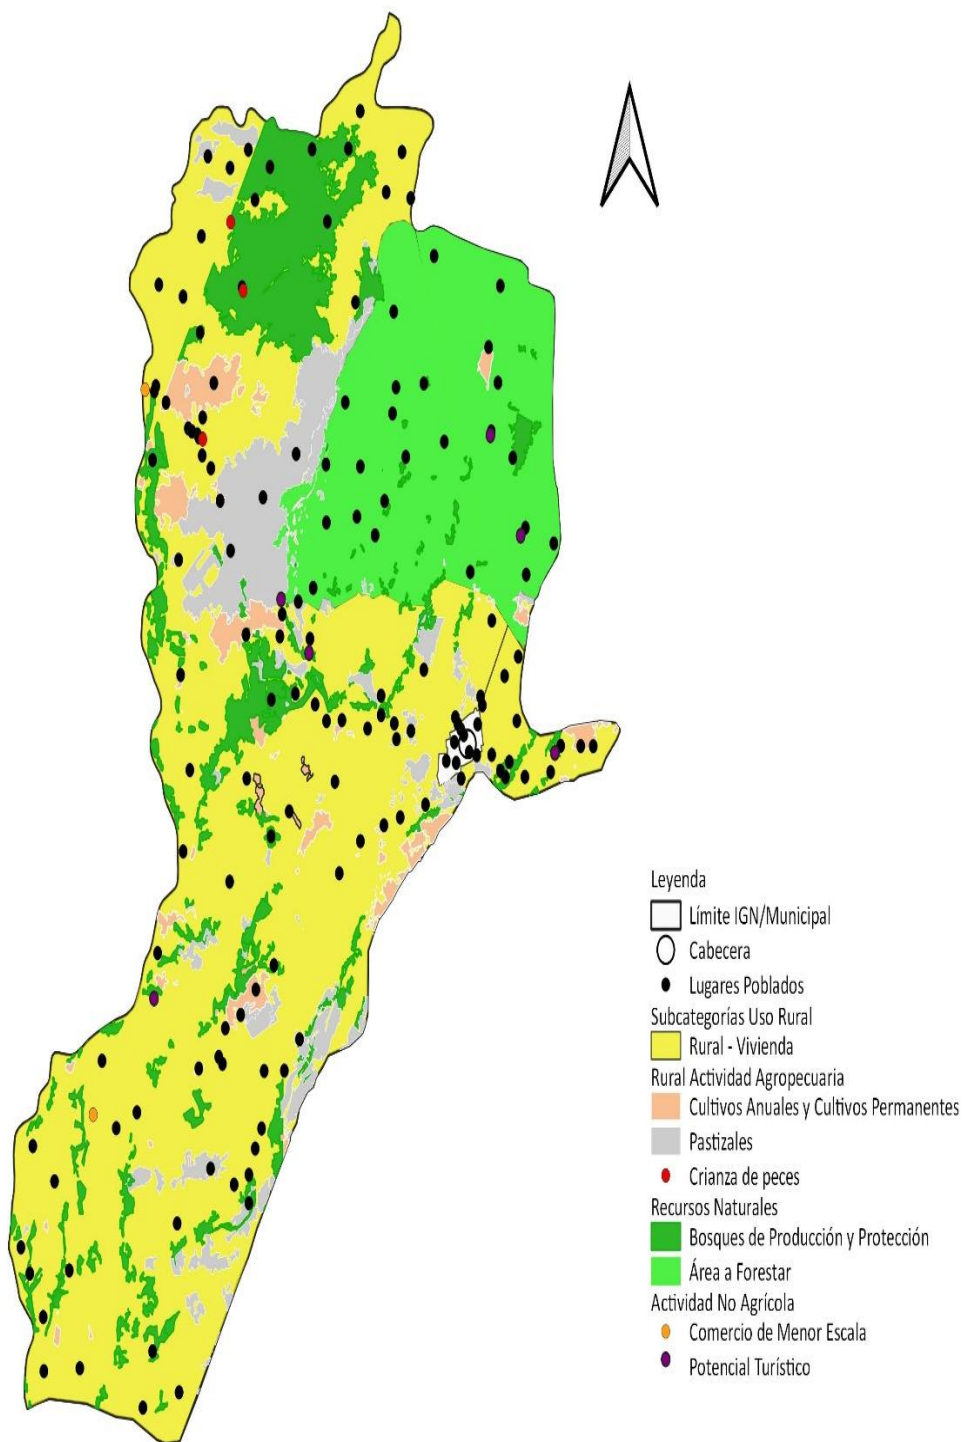 Leyenda
Límite IGN/Municipal
Cabecera
Lugares Poblados
Subcategorías Uso Rural
Rural - Vivienda
Rural Actividad Agropecuaria
Cultivos Anuales y Cultivos Permanentes
Pastizales
Crianza de peces
Recursos Naturales
Bosques de Producción y Protección
Área a Forestar
Actividad No Agrícola
Comercio de Menor Escala
Potencial Turístico